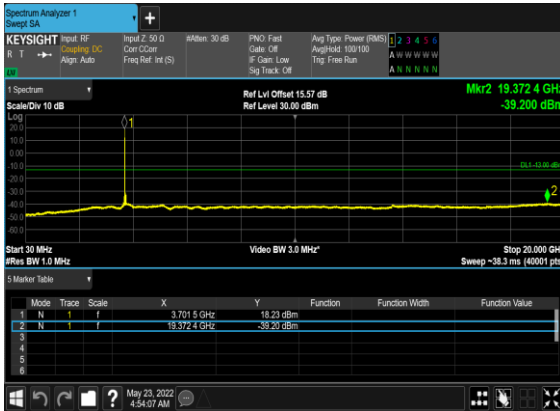 Spectrum Analyzer 1
Swept SA
+
KEYSIGHT Input: RF Input Z: 50 Ω #Atten: 30 dB PNO: Fast Avg Type: Power (RMS) 1 2 3 4 5 6
R T Coupling: DC Corr CCorr Gate: Off Avg|Hold: 100/100 A W W W W W
Align: Auto Freq Ref: Int (S) IF Gain: Low Trig: Free Run
Sig Track: Off A N N N N N
LXI
1 Spectrum
Scale/Div 10 dB
Ref Lvl Offset 15.57 dB
Ref Level 30.00 dBm
Mkr2 19.372 4 GHz
-39.200 dBm
Log
20.0
10.0
0.00
-10.0
-20.0
-30.0
-40.0
-50.0
-60.0
1
DL1 -13.00 dBm
2
Start 30 MHz Video BW 3.0 MHz* Stop 20.000 GHz
#Res BW 1.0 MHz Sweep ~38.3 ms (40001 pts)
5 Marker Table
Mode Trace Scale X Y Function Function Width Function Value
1 N 1 f 3.701 5 GHz 18.23 dBm
2 N 1 f 19.372 4 GHz -39.20 dBm
3
4
5
6
?
May 23, 2022
4:54:07 AM